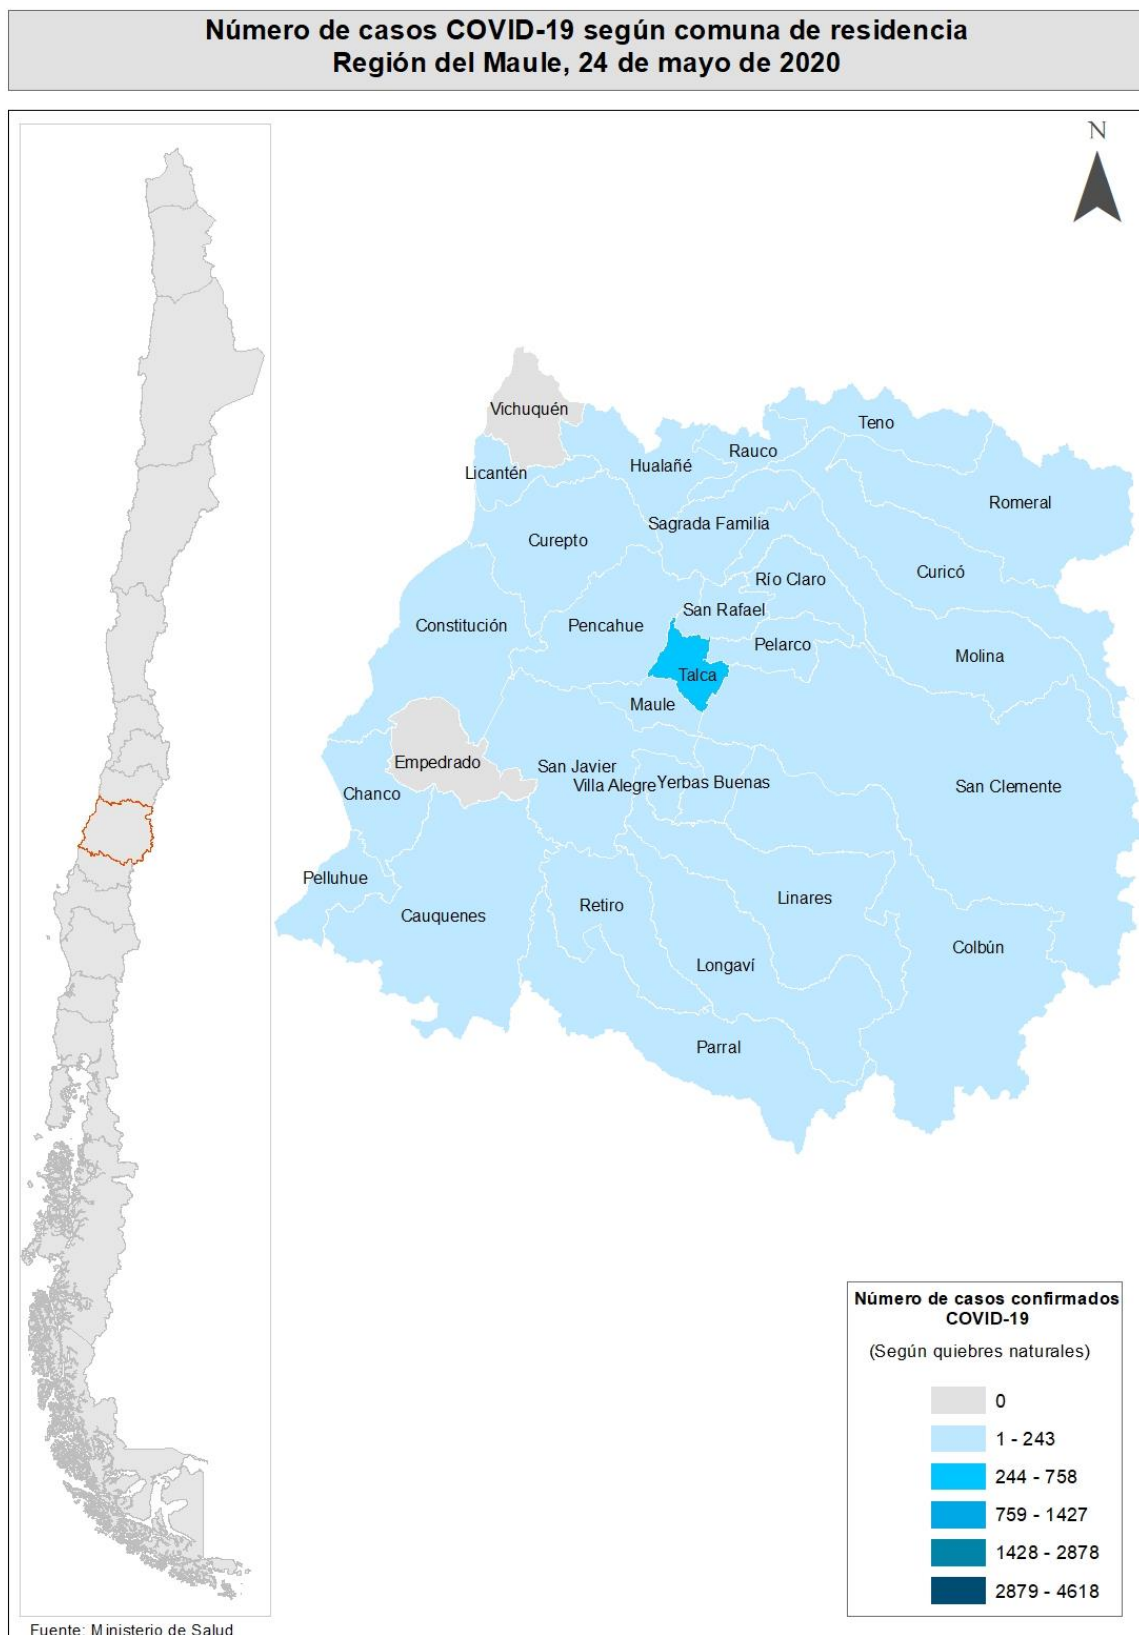 Número de casos COVID-19 según comuna de residencia
Región del Maule, 24 de mayo de 2020
N
Vichuquén
Teno
Rauco
Hualañé
Licantén
Romeral
Sagrada Familia
Curepto
Curicó
Río Claro
San Rafael
Constitución
Pencahue
Pelarco
Molina
Talca
Maule
Empedrado
San Javier
Villa Alegre
Yerbas Buenas
San Clemente
Chanco
Pelluhue
Cauquenes
Retiro
Linares
Colbún
Longaví
Parral
Número de casos confirmados
COVID-19
(Según quiebres naturales)
0
1 - 243
244 - 758
759 - 1427
1428 - 2878
2879 - 4618
Fuente: Ministerio de Salud